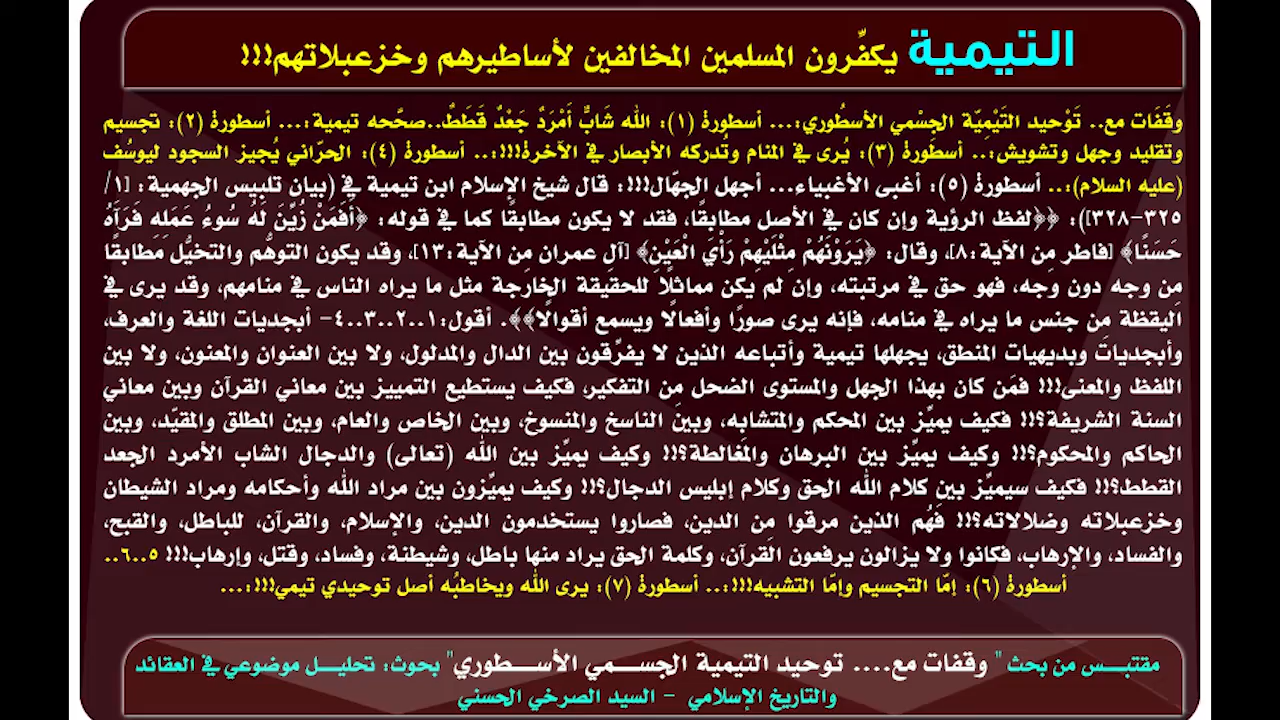 التيمية يكفِّرون المسلمين المخالفين لأساطيرهم وخزعبلاتهم!!!
وقَفَات مع.. تَوْحيد التَيْمِيّة الجِسْمي الأسطُوري:... أسطورة (١): الله شَابٌّ أمْرَدٌ جَعْدٌ قَطَطٌ..صحَّحه تيمية:... أسطورة (٢): تجسيم
وتقليد وجهل وتشويش:.. أسطورة (٣): يُرى في المنام وتُدركه الأبصار في الآخرة!!!:.. أسطورة (٤): الحرّاني يُجيز السجود ليوسُف
(عليه السلام):.. أسطورة (٥): أغبى الأغبياء... أجهل الجهّال!!!: قال شيخ الإسلام ابن تيمية في (بيان تلبيس الجهمية: [١/
٣٢٥-٣٢٨]): ((لفظ الرؤية وإن كان في الأصل مطابقًا، فقد لا يكون مطابقًا كما في قوله: ﴿أَفَمَنْ زُيِّنَ لَهُ سُوءُ عَمَلِهِ فَرَآهُ
حَسَنًا﴾ [فاطر من الآية:٨]، وقال: ﴿يَرَوْنَهُمْ مِثْلَيْهِمْ رَأْيَ الْعَيْنِ﴾ [آل عمران من الآية:١٣]، وقد يكون التوهُّم والتخيُّل مطابقًا
مِن وجه دون وجه، فهو حق في مرتبته، وإن لم يكن مماثلًا للحقيقة الخارجة مثل ما يراه الناس في منامهم، وقد يرى في
اليقظة مِن جنس ما يراه في منامه، فإنه يرى صورًا وأفعالًا ويسمع أقوالًا)). أقول:١..٢..٣..٤- أبجديات اللغة والعرف،
وأبجديات وبديهيات المنطق، يجهلها تيمية وأتباعه الذين لا يفرِّقون بين الدال والمدلول، ولا بين العنوان والمعنون، ولا بين
اللفظ والمعنى!!! فمَن كان بهذا الجهل والمستوى الضحل مِن التفكير، فكيف يستطيع التمييز بين معاني القرآن وبين معاني
السنة الشريفة؟!! فكيف يميِّز بين المحكم والمتشابه، وبين الناسخ والمنسوخ، وبين الخاص والعام، وبين المطلق والمقيّد، وبين
الحاكم والمحكوم؟!! وكيف يميِّز بين البرهان والمغالطة؟!! وكيف يميِّز بين الله (تعالى) والدجال الشاب الأمرد الجعد
القطط؟!! فكيف سيميِّز بين كلام الله الحق وكلام إبليس الدجال؟!! وكيف يميّزون بين مراد الله وأحكامه ومراد الشيطان
وخزعبلاته وضلالاته؟!! فهُم الذين مرقوا مِن الدين، فصاروا يستخدمون الدين، والإسلام، والقرآن، للباطل، والقبح،
والفساد، والإرهاب، فكانوا ولا يزالون يرفعون القرآن، وكلمة الحق يراد منها باطل، وشيطنة، وفساد، وقتل، وإرهاب!!! ٥..٦..
أسطورة (٦): إمّا التجسيم وإمّا التشبيه!!!:.. أسطورة (٧): يرى الله ويخاطبُه أصل توحيدي تيمي!!!:...
مقتبس من بحث " وقفات مع.... توحيد التيمية الجسمي الأسطوري" بحوث: تحليل موضوعي في العقائد
والتاريخ الإسلامي - السيد الصرخي الحسني